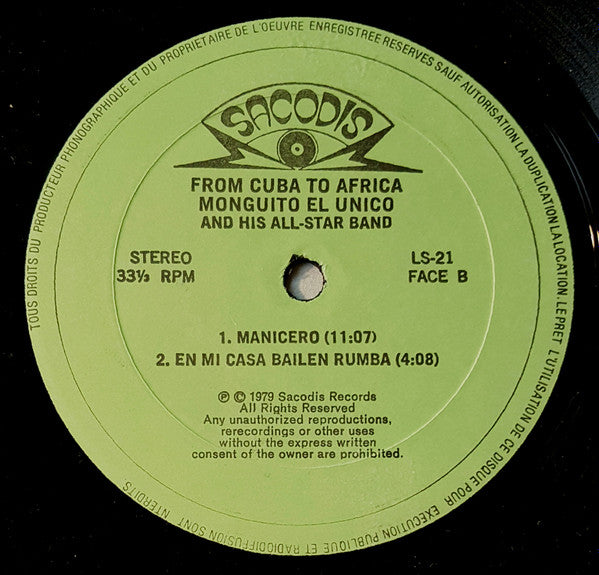 TOUS DROITS DU PRODUCTEUR PHONOGRAPHIQUE ET DU PROPRIETAIRE DE L'OEUVRE ENREGISTREE RESERVES SAUF AUTORISATION LA DUPLICATION LA LOCATION. LE PRET L'UTILISATION DE CE DISQUE POUR EXECUTION PUBLIQUE ET RADIODIFFUSION SONT INTERDITS
SACODIS
FROM CUBA TO AFRICA
MONGUITO EL UNICO
AND HIS ALL-STAR BAND
STEREO LS-21
33⅓ RPM FACE B
1. MANICERO (11:07)
2. EN MI CASA BAILEN RUMBA (4:08)
℗ © 1979 Sacodis Records
All Rights Reserved
Any unauthorized reproductions,
rerecordings or other uses
without the express written
consent of the owner are prohibited.